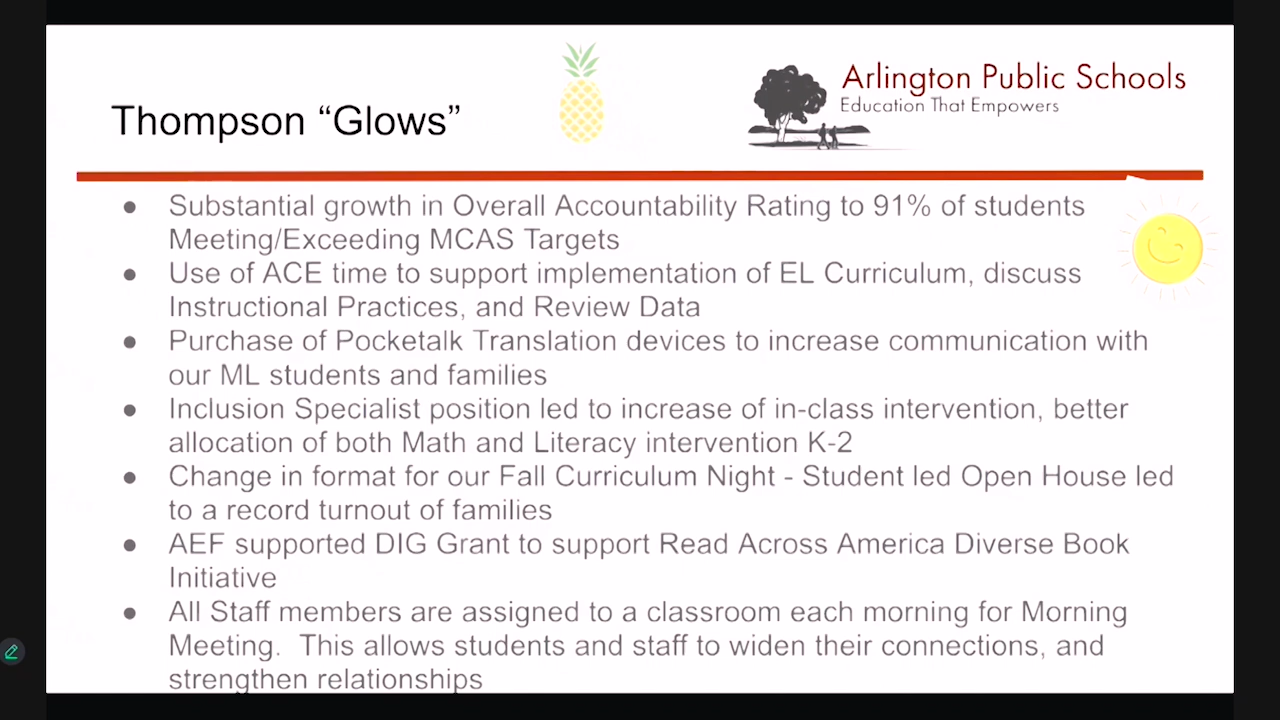 Thompson “Glows”
Arlington Public Schools
Education That Empowers
● Substantial growth in Overall Accountability Rating to 91% of students
Meeting/Exceeding MCAS Targets
● Use of ACE time to support implementation of EL Curriculum, discuss
Instructional Practices, and Review Data
● Purchase of Pocketalk Translation devices to increase communication with
our ML students and families
● Inclusion Specialist position led to increase of in-class intervention, better
allocation of both Math and Literacy intervention K-2
● Change in format for our Fall Curriculum Night - Student led Open House led
to a record turnout of families
● AEF supported DIG Grant to support Read Across America Diverse Book
Initiative
● All Staff members are assigned to a classroom each morning for Morning
Meeting.  This allows students and staff to widen their connections, and
strengthen relationships